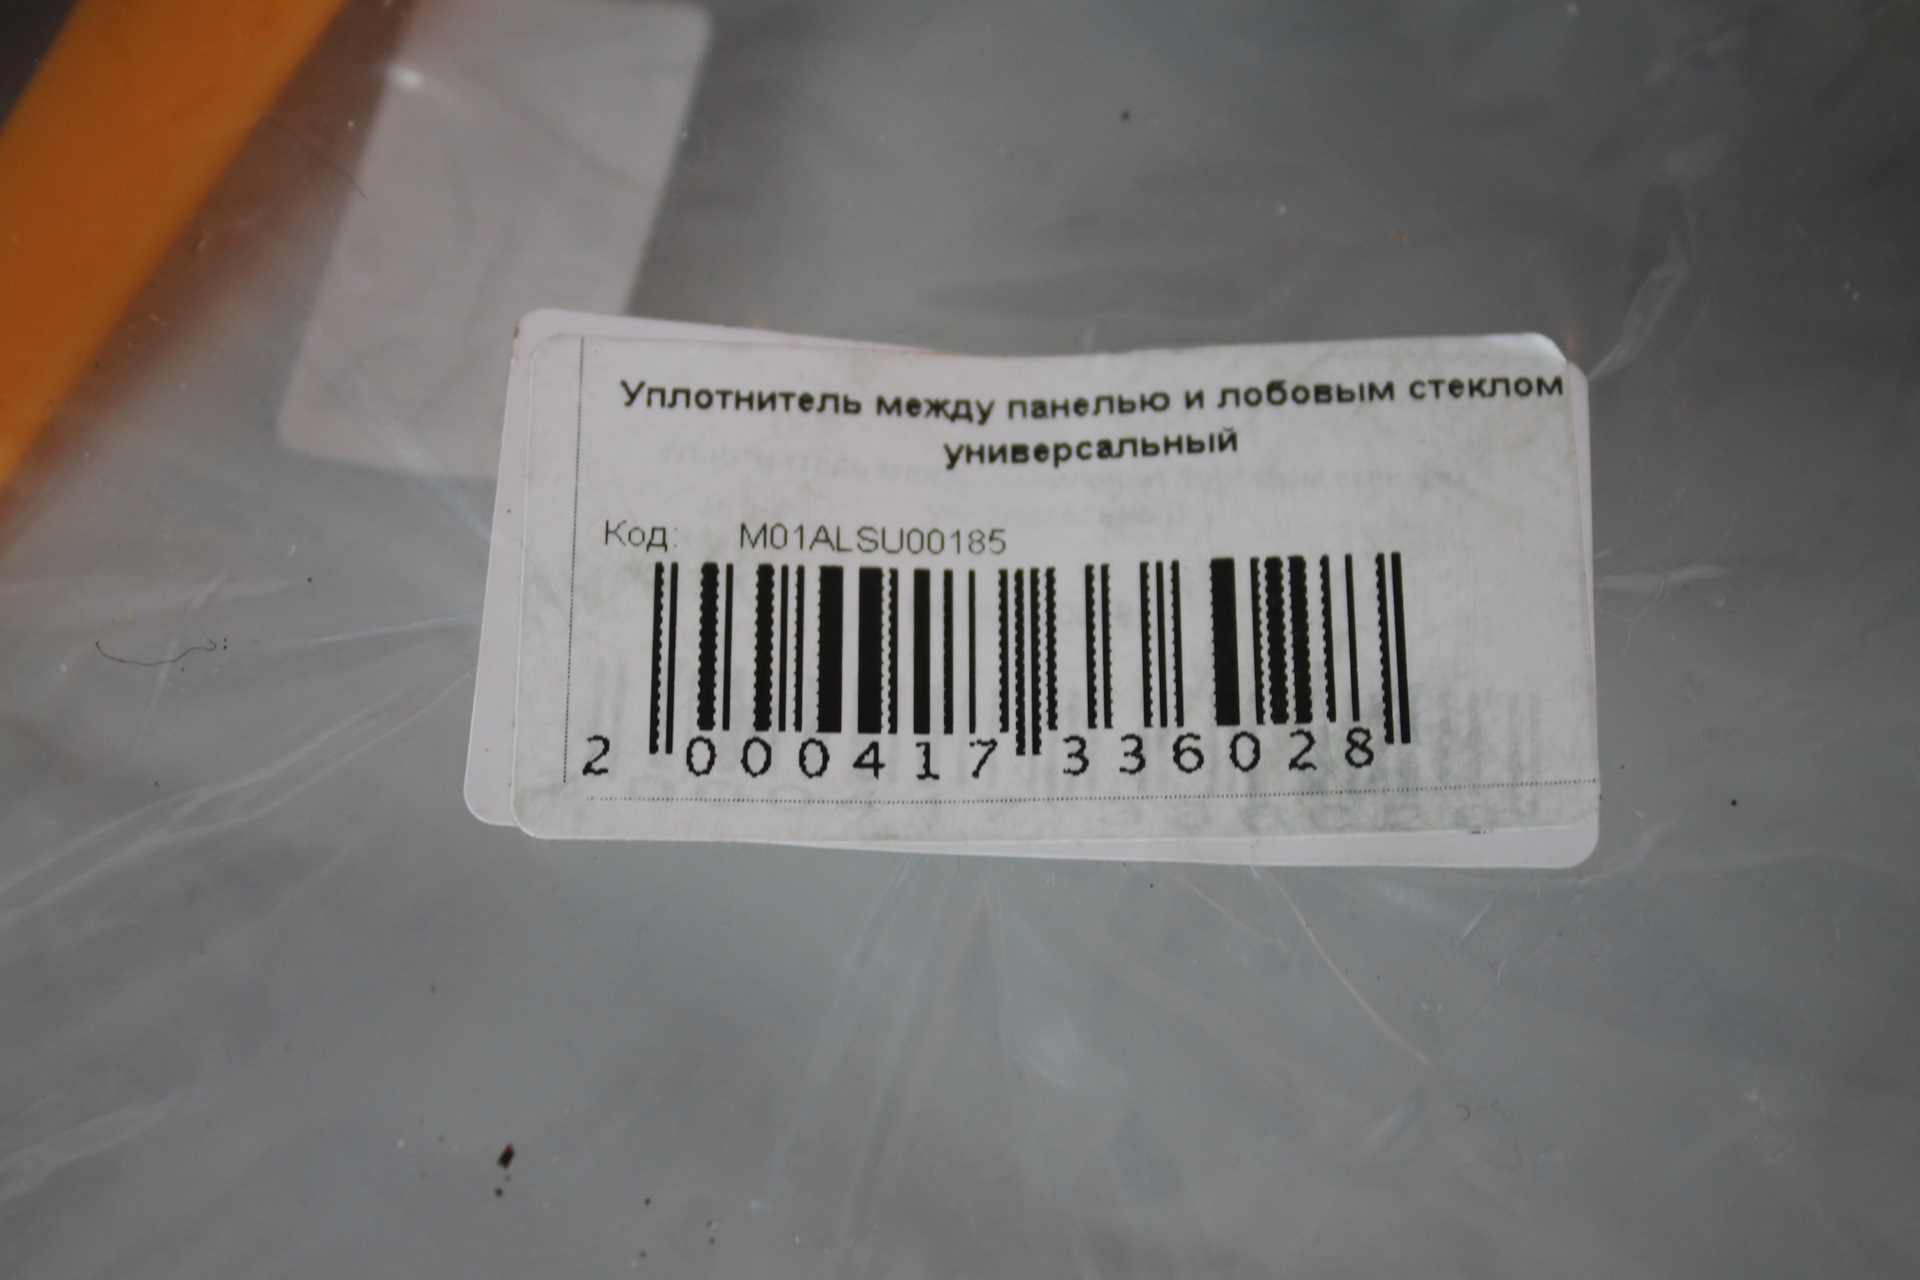 Уплотнитель между панелью и лобовым стеклом
универсальный
Код: M01ALSU00185
2 000417 336028